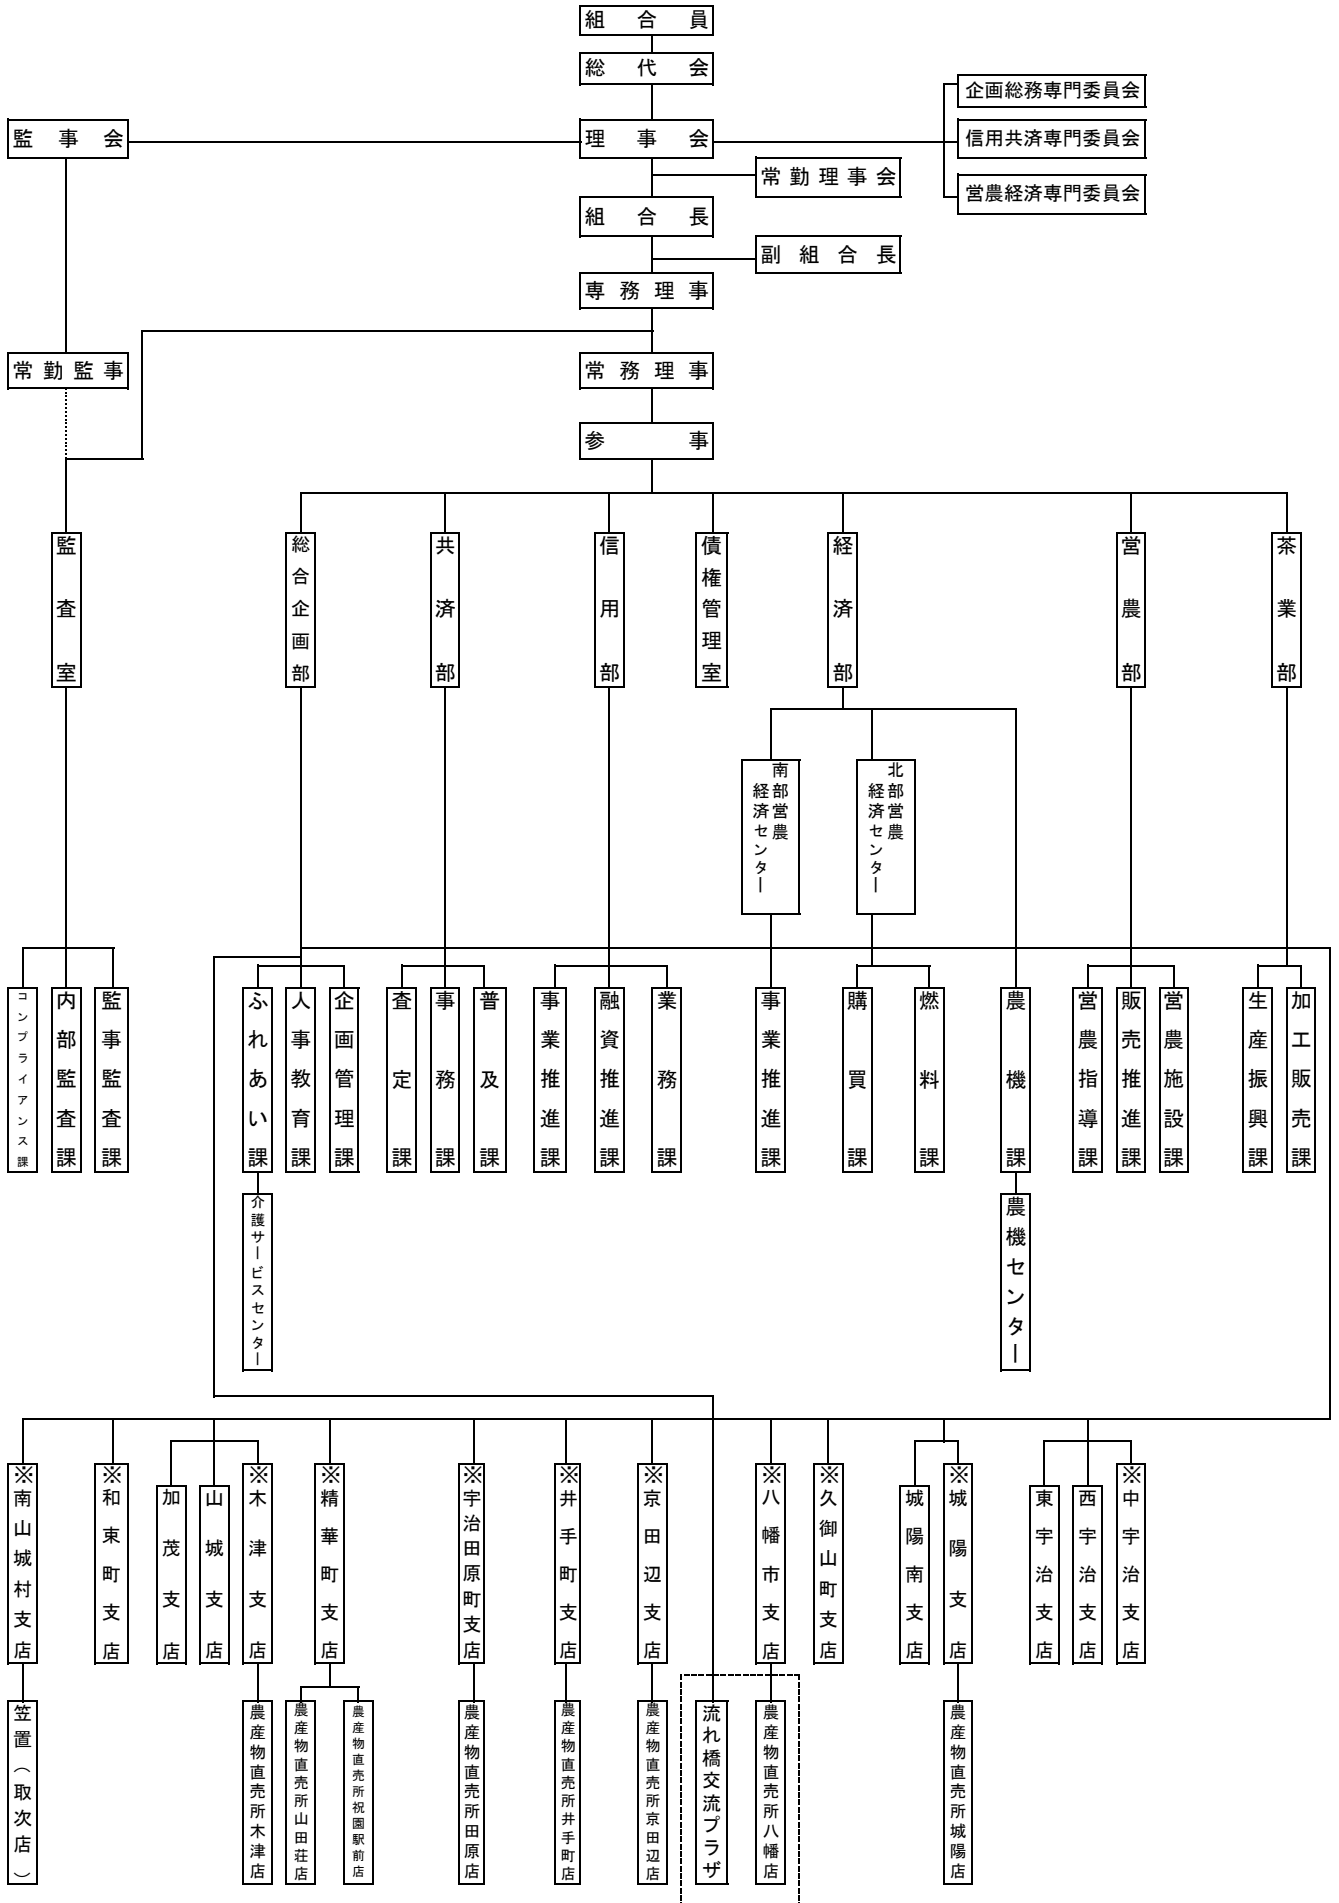 組合員
総代会
企画総務専門委員会
監事会
理事会
信用共済専門委員会
常勤理事会
営農経済専門委員会
組合長
副組合長
専務理事
常勤監事
常務理事
参事
監査室
総合企画部
共済部
信用部
債権管理室
経済部
営農部
茶業部
南部営農
経済センター
北部営農
経済センター
コンプライアンス課
内部監査課
監事監査課
ふれあい課
人事教育課
企画管理課
査定課
事務課
普及課
事業推進課
融資推進課
業務課
事業推進課
購買課
燃料課
農機課
営農指導課
販売推進課
営農施設課
生産振興課
加工販売課
介護サービスセンター
農機センター
※南山城村支店
※和束町支店
加茂支店
山城支店
※木津支店
※精華町支店
※宇治田原町支店
※井手町支店
※京田辺支店
※八幡市支店
※久御山町支店
城陽南支店
※城陽支店
東宇治支店
西宇治支店
※中宇治支店
笠置（取次店）
農産物直売所木津店
農産物直売所山田荘店
農産物直売所祝園駅前店
農産物直売所田原店
農産物直売所井手町店
農産物直売所京田辺店
流れ橋交流プラザ
農産物直売所八幡店
農産物直売所城陽店